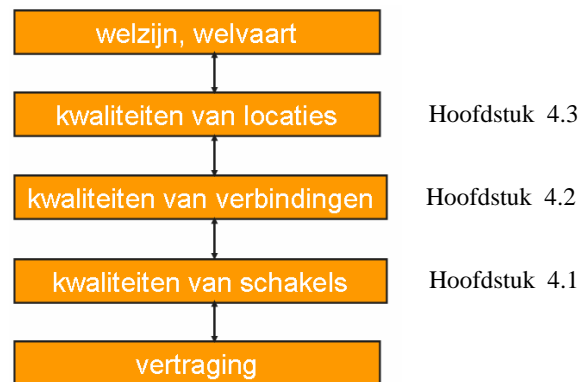 welzijn, welvaart
kwaliteiten van locaties Hoofdstuk 4.3
kwaliteiten van verbindingen Hoofdstuk 4.2
kwaliteiten van schakels Hoofdstuk 4.1
vertraging